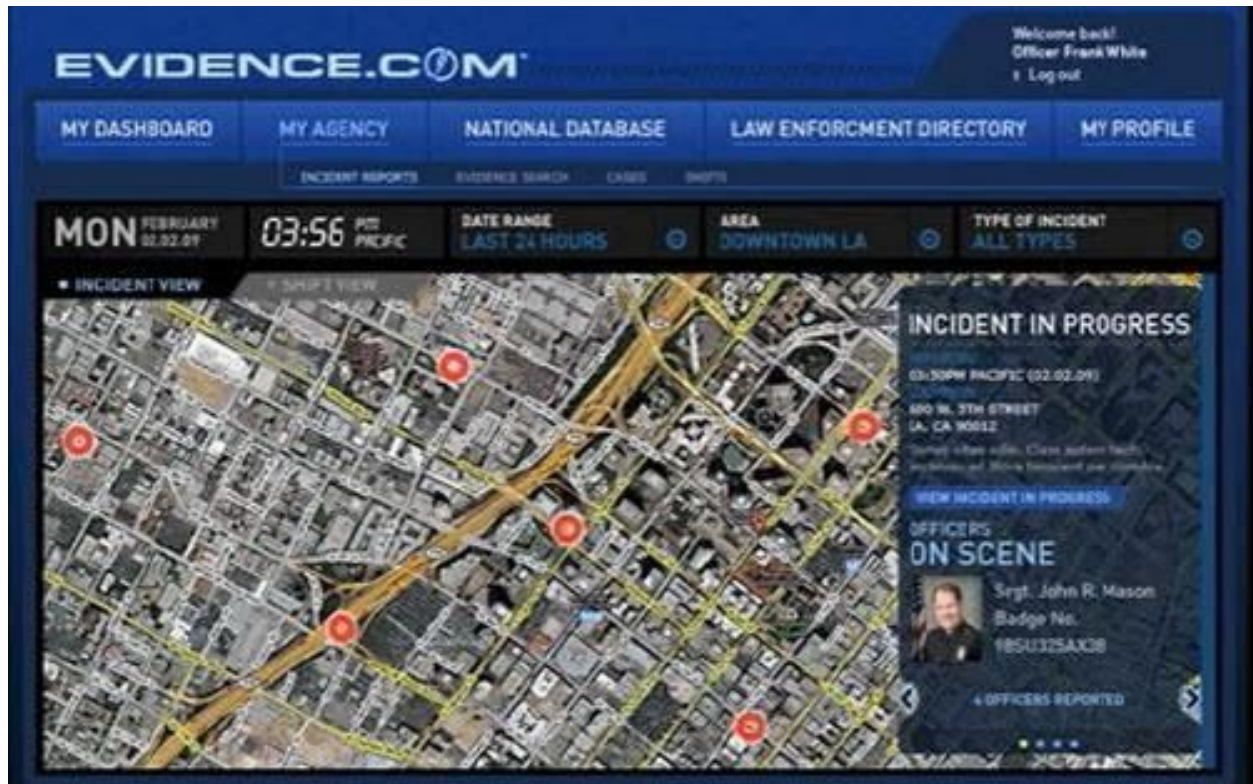 Welcome back!
Officer Frank White
Log out
EVIDENCE.COM
MY DASHBOARD
MY AGENCY
NATIONAL DATABASE
LAW ENFORCMENT DIRECTORY
MY PROFILE
INCIDENT REPORTS
EVIDENCE SEARCH
CASES
SHIFTS
MON FEBRUARY 02.02.09
03:56 PM PACIFIC
DATE RANGE
LAST 24 HOURS
AREA
DOWNTOWN LA
TYPE OF INCIDENT
ALL TYPES
INCIDENT VIEW
SHIFT VIEW
INCIDENT IN PROGRESS
03:30PM PACIFIC (02.02.09)
600 W. 7TH STREET
LA. CA 90012
VIEW INCIDENT IN PROGRESS
OFFICERS
ON SCENE
Srgt. John R. Mason
Badge No.
4 OFFICERS REPORTED